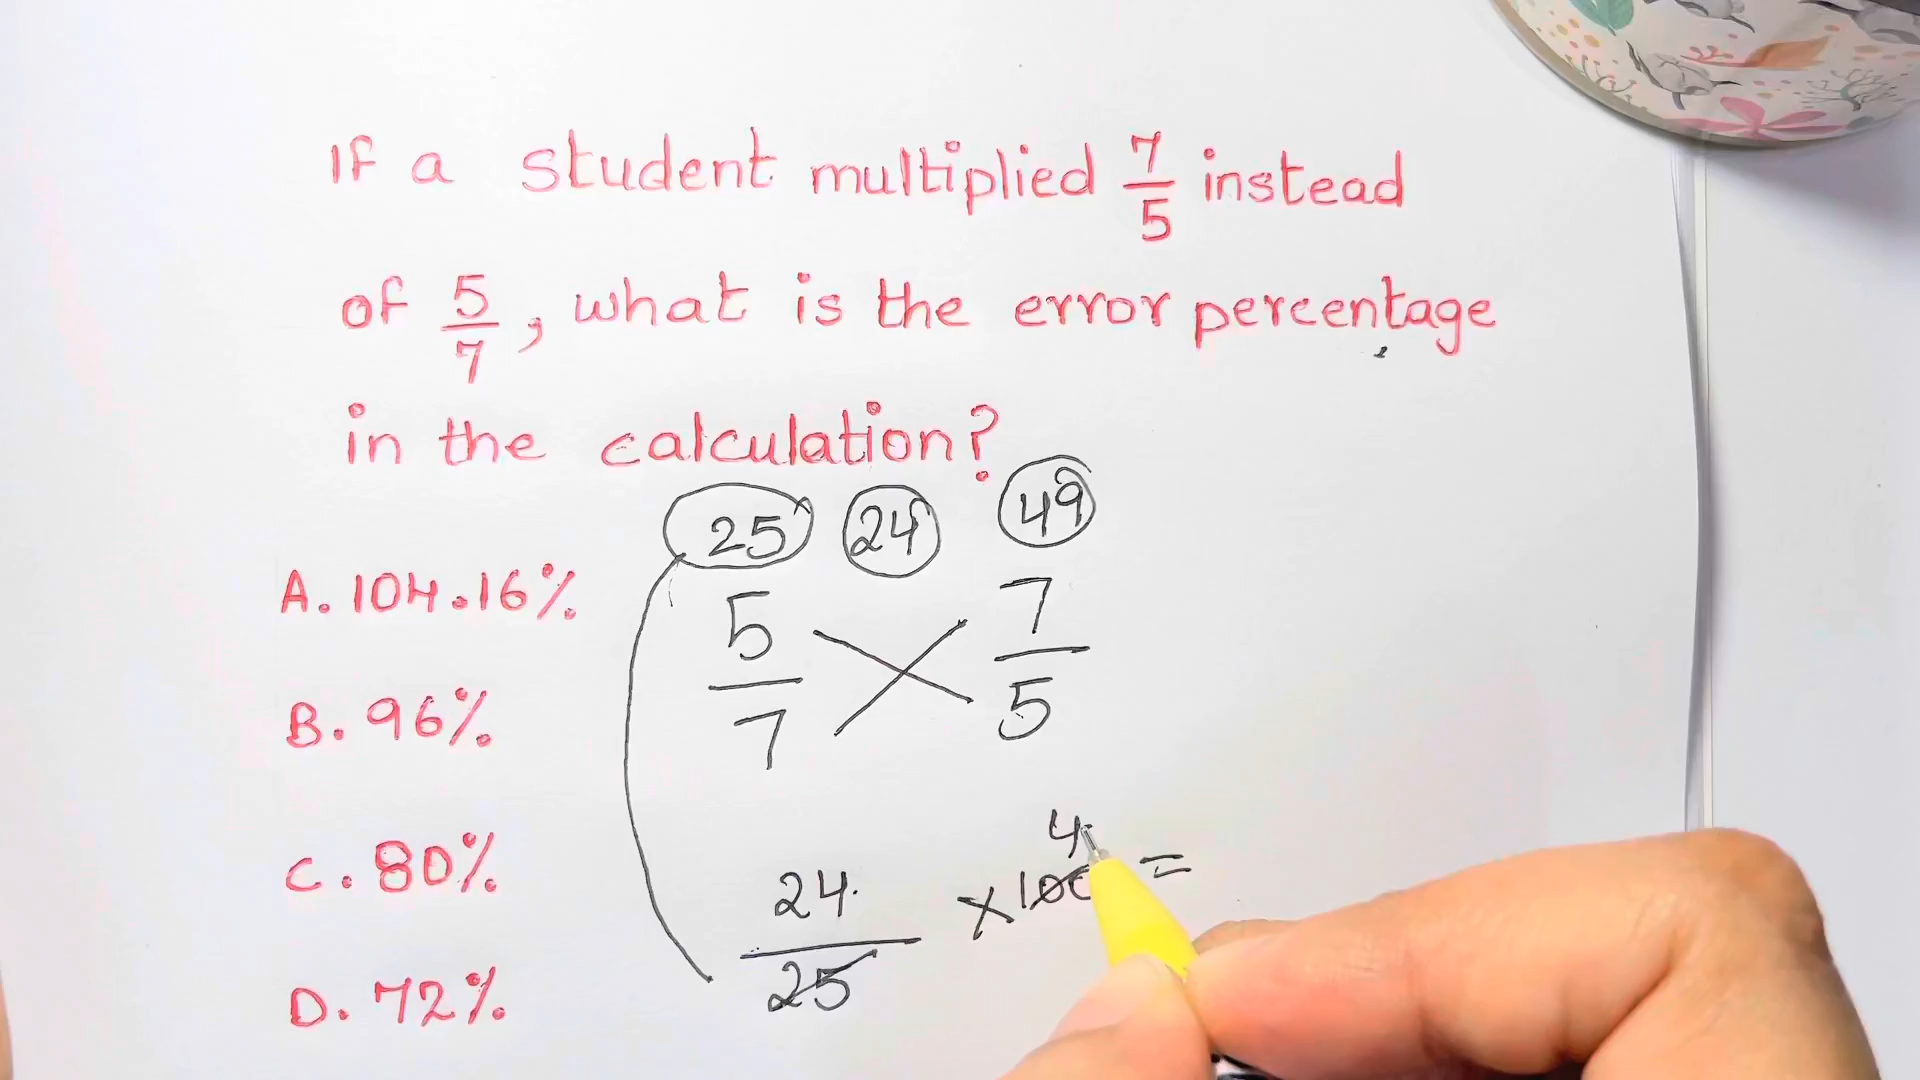 If a student multiplied 7/5 instead
of 5/7, what is the error percentage
in the calculation?
25 24 49
A. 104.16%
5/7 7/5
B. 96%
4
C. 80%
24/25 × 100 =
D. 72%